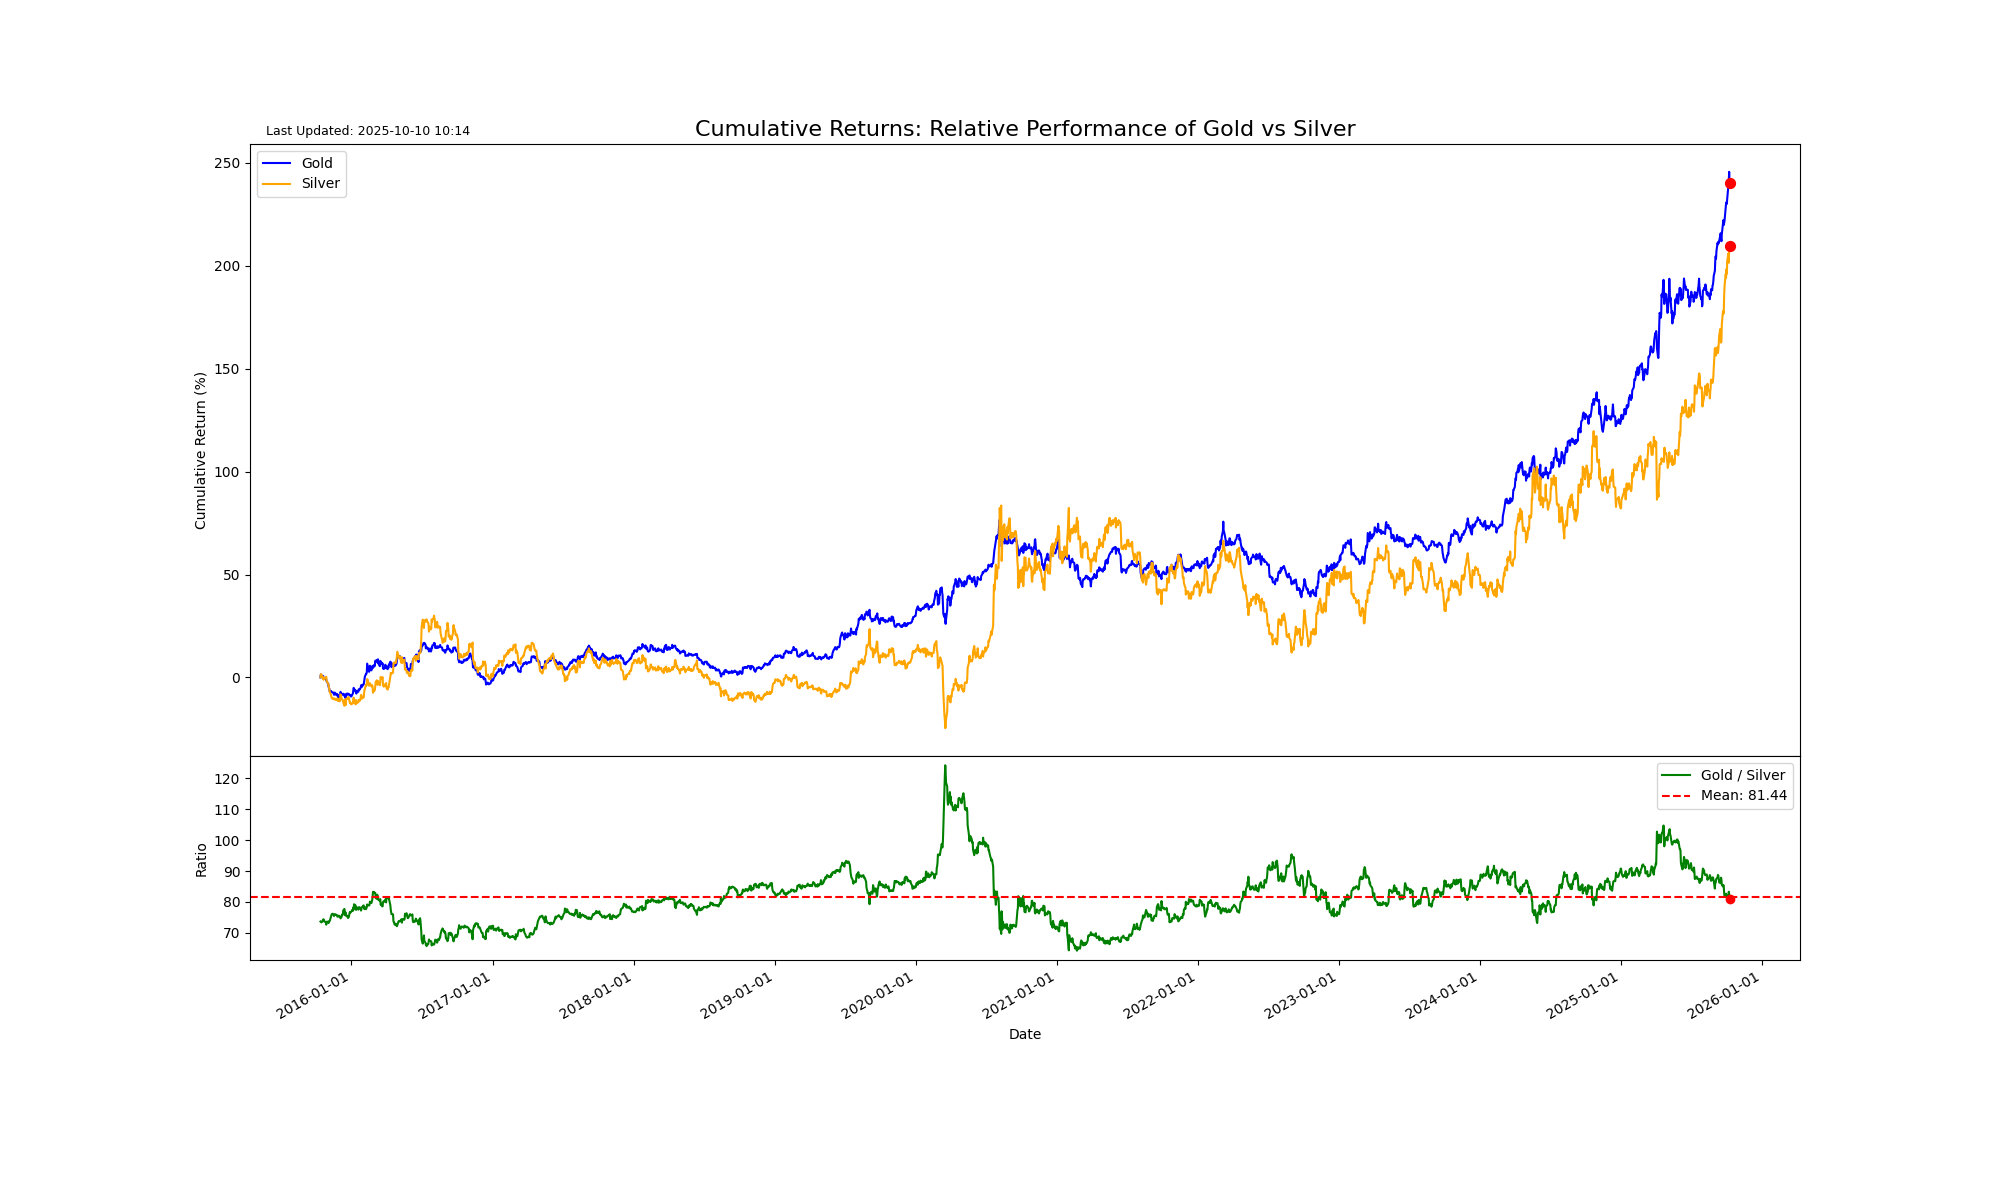 Last Updated: 2025-10-10 10:14
Cumulative Returns: Relative Performance of Gold vs Silver
Gold
Silver
250
200
150
100
50
0
Cumulative Return (%)
Gold / Silver
Mean: 81.44
120
110
100
90
80
70
Ratio
2016-01-01
2017-01-01
2018-01-01
2019-01-01
2020-01-01
2021-01-01
2022-01-01
2023-01-01
2024-01-01
2025-01-01
2026-01-01
Date